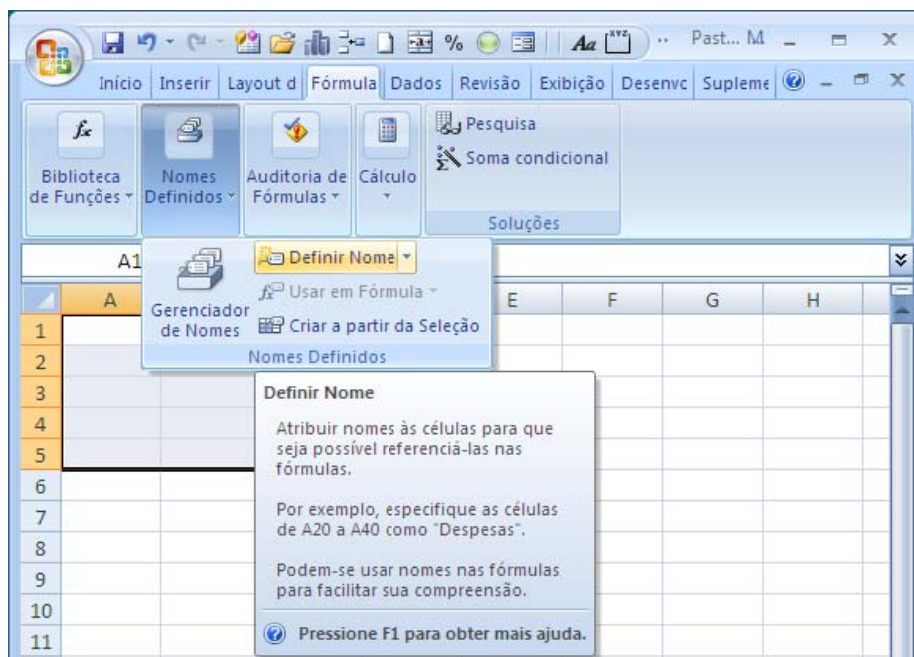 % Aa XYZ Past... M
Início Inserir Layout d Fórmula Dados Revisão Exibição Desenvc Supleme
fx
Biblioteca de Funções
Nomes Definidos
Auditoria de Fórmulas
Cálculo
Pesquisa
Soma condicional
Soluções
A1
Gerenciador de Nomes
Definir Nome
Usar em Fórmula
Criar a partir da Seleção
Nomes Definidos
A E F G H
1
2
3
4
5
6
7
8
9
10
11
Definir Nome
Atribuir nomes às células para que
seja possível referenciá-las nas
fórmulas.
Por exemplo, especifique as células
de A20 a A40 como "Despesas".
Podem-se usar nomes nas fórmulas
para facilitar sua compreensão.
Pressione F1 para obter mais ajuda.